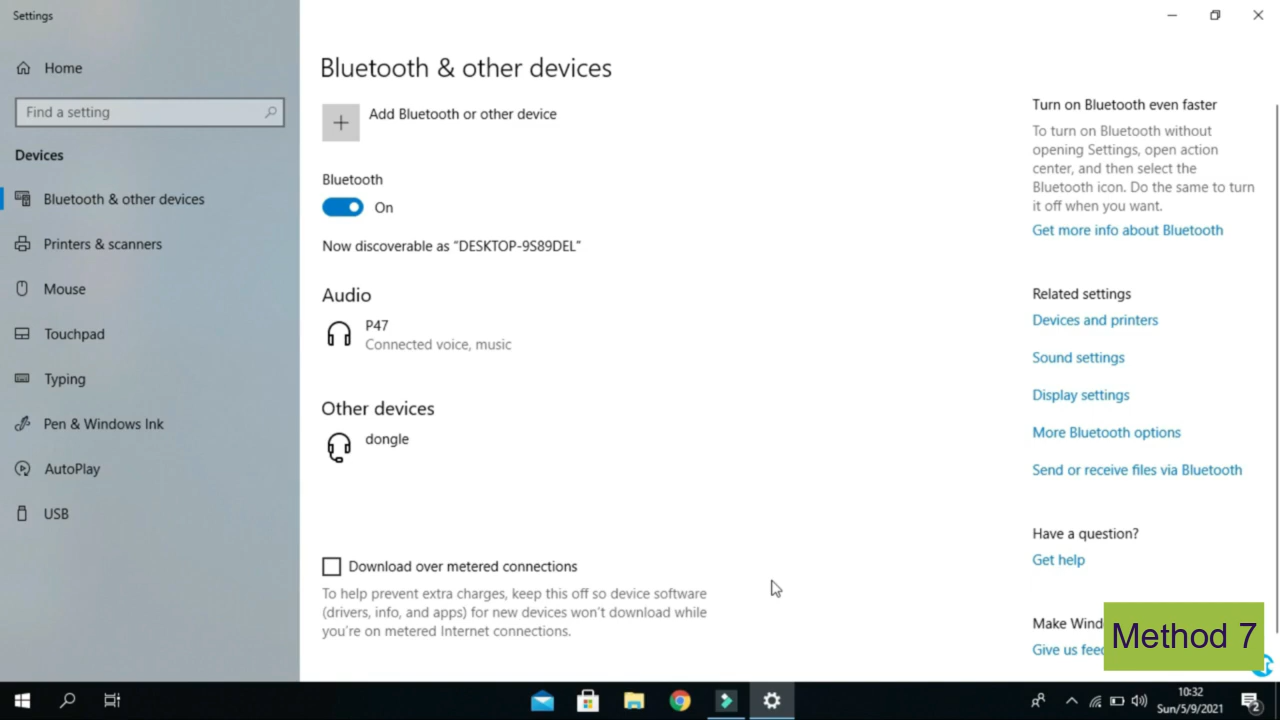 Settings
Home
Find a setting
Devices
Bluetooth & other devices
Printers & scanners
Mouse
Touchpad
Typing
Pen & Windows Ink
AutoPlay
USB
Bluetooth & other devices
Add Bluetooth or other device
Bluetooth
On
Now discoverable as “DESKTOP-9S89DEL”
Audio
P47
Connected voice, music
Other devices
dongle
Download over metered connections
To help prevent extra charges, keep this off so device software
(drivers, info, and apps) for new devices won’t download while
you’re on metered Internet connections.
Turn on Bluetooth even faster
To turn on Bluetooth without
opening Settings, open action
center, and then select the
Bluetooth icon. Do the same to turn
it off when you want.
Get more info about Bluetooth
Related settings
Devices and printers
Sound settings
Display settings
More Bluetooth options
Send or receive files via Bluetooth
Have a question?
Get help
Make Wind
Give us fee
Method 7
10:32
Sun/5/9/2021
2